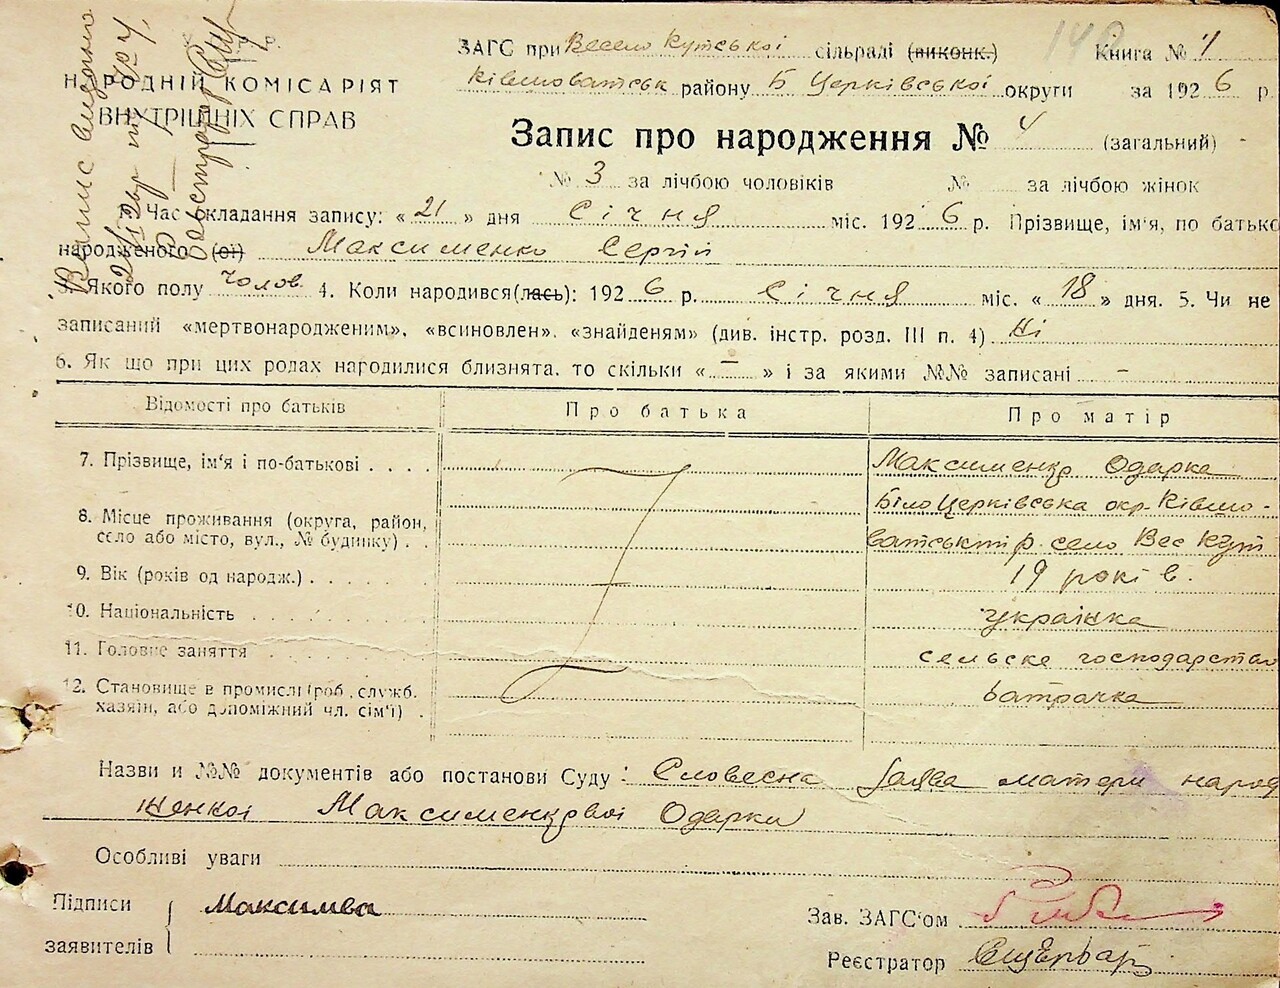 Р.
НАРОДНІЙ КОМІСАРІЯТ
ВНУТРІШНІХ СПРАВ
Випис видано
21/
ЗАГС при Весело Кутської сільраді (виконк.) 140 Книга № 1
Ківшоватськ району Б Церківської округи за 1926 р.
Запис про народження № 4 (загальний)
№ 3 за лічбою чоловіків № за лічбою жінок
1. Час складання запису: «21» дня Січня міс. 1926 р. Прізвище, ім'я, по батько
народженого (ої) Максименко Сергій
3. Якого полу чолов. 4. Коли народився(лась): 1926 р. Січня міс. «18» дня. 5. Чи не
записаний «мертвонародженим», «всиновлен», «знайденям» (див. інстр. розд. III п. 4) Ні
6. Як що при цих родах народилися близнята, то скільки «—» і за якими №№ записані -
Відомості про батьків Про батька Про матір
7. Прізвище, ім'я і по-батькові . . . . Максименко Одарка
8. Місце проживання (округа, район, село або місто, вул., № будинку) . . Білоцерківська окр. Ківшо-
ватський р. село Вес Кут
9. Вік (років од народж.) . . . . . . . 19 років.
10. Національність . . . . . . . . . українка
11. Головне заняття . . . . . . . . сельске господарство
12. Становище в промислі (роб., служб. хазяїн, або допоміжний чл. сім'ї) . батрачка
Назви и №№ документів або постанови Суду: Словесна заява матери народ
женкої Максименкової Одарки
Особливі уваги
Підписи Максимва
заявителів
Зав. ЗАГС'ом
Реєстратор